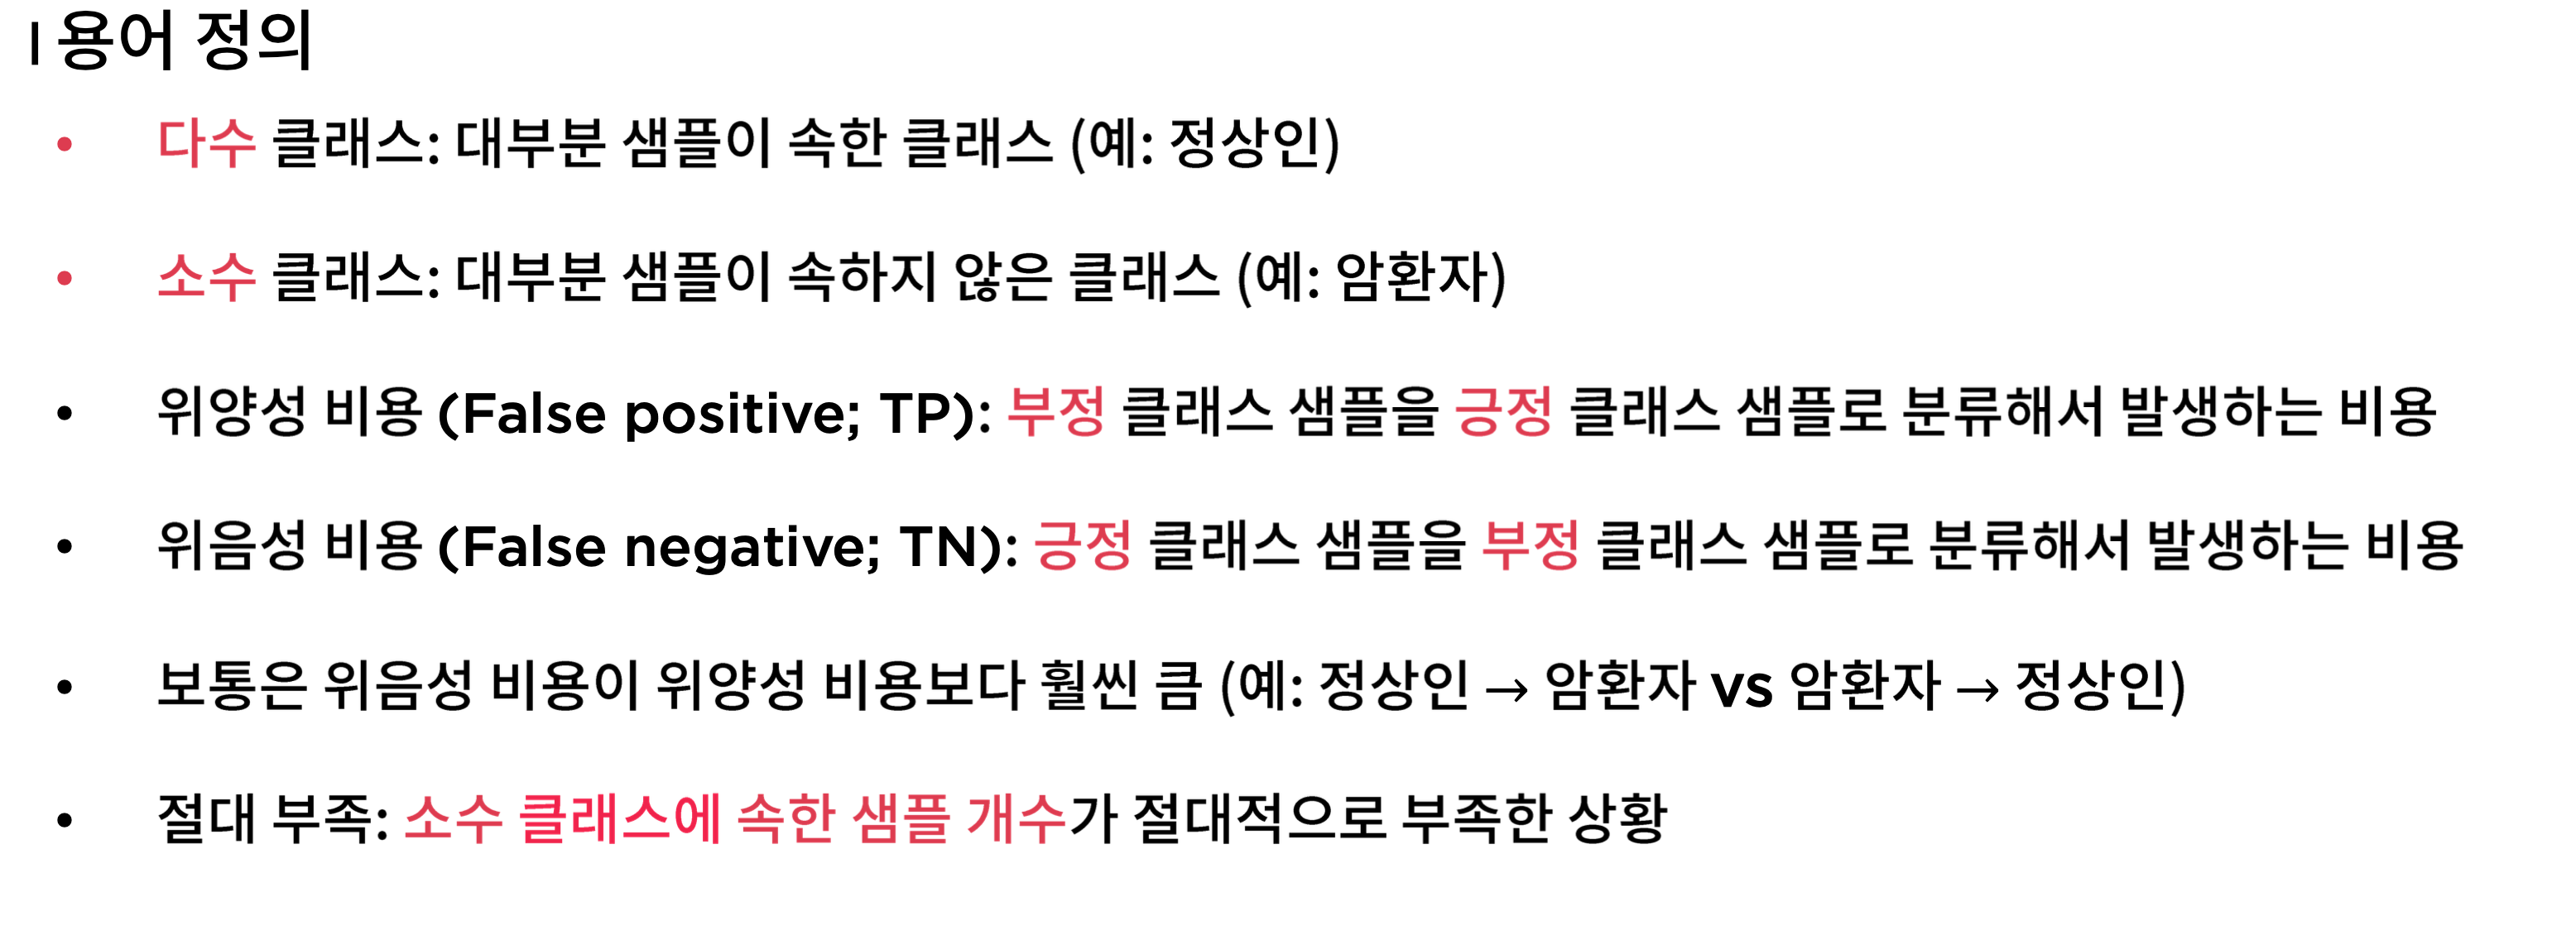 | 용어 정의
• 다수 클래스: 대부분 샘플이 속한 클래스 (예: 정상인)
• 소수 클래스: 대부분 샘플이 속하지 않은 클래스 (예: 암환자)
• 위양성 비용 (False positive; TP): 부정 클래스 샘플을 긍정 클래스 샘플로 분류해서 발생하는 비용
• 위음성 비용 (False negative; TN): 긍정 클래스 샘플을 부정 클래스 샘플로 분류해서 발생하는 비용
• 보통은 위음성 비용이 위양성 비용보다 훨씬 큼 (예: 정상인 → 암환자 vs 암환자 → 정상인)
• 절대 부족: 소수 클래스에 속한 샘플 개수가 절대적으로 부족한 상황